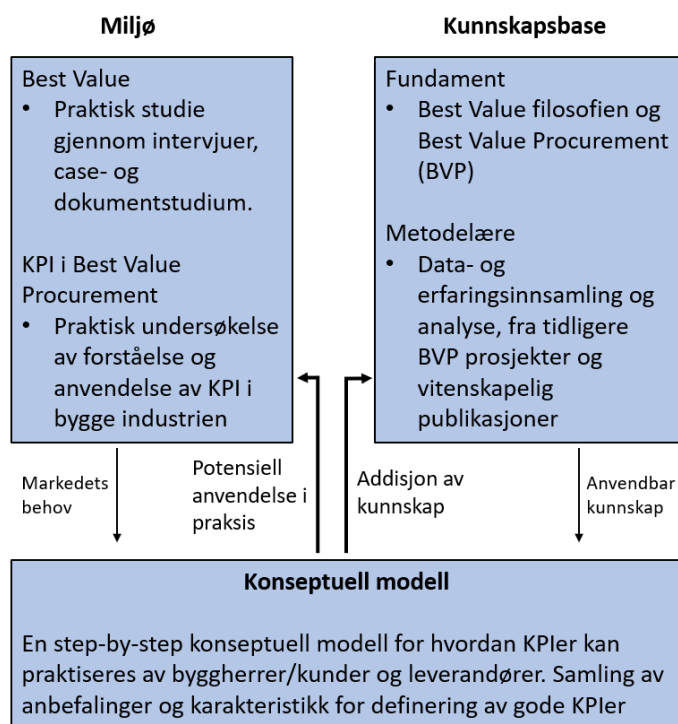 Miljø
Best Value
• Praktisk studie
gjennom intervjuer,
case- og
dokumentstudium.
KPI i Best Value
Procurement
• Praktisk undersøkelse
av forståelse og
anvendelse av KPI i
bygge industrien
Kunnskapsbase
Fundament
• Best Value filosofien og
Best Value Procurement
(BVP)
Metodelære
• Data- og
erfaringsinnsamling og
analyse, fra tidligere
BVP prosjekter og
vitenskapelig
publikasjoner
Markedets
behov
Potensiell
anvendelse i
praksis
Addisjon av
kunnskap
Anvendbar
kunnskap
Konseptuell modell
En step-by-step konseptuell modell for hvordan KPIer kan
praktiseres av byggherrer/kunder og leverandører. Samling av
anbefalinger og karakteristikk for definering av gode KPIer